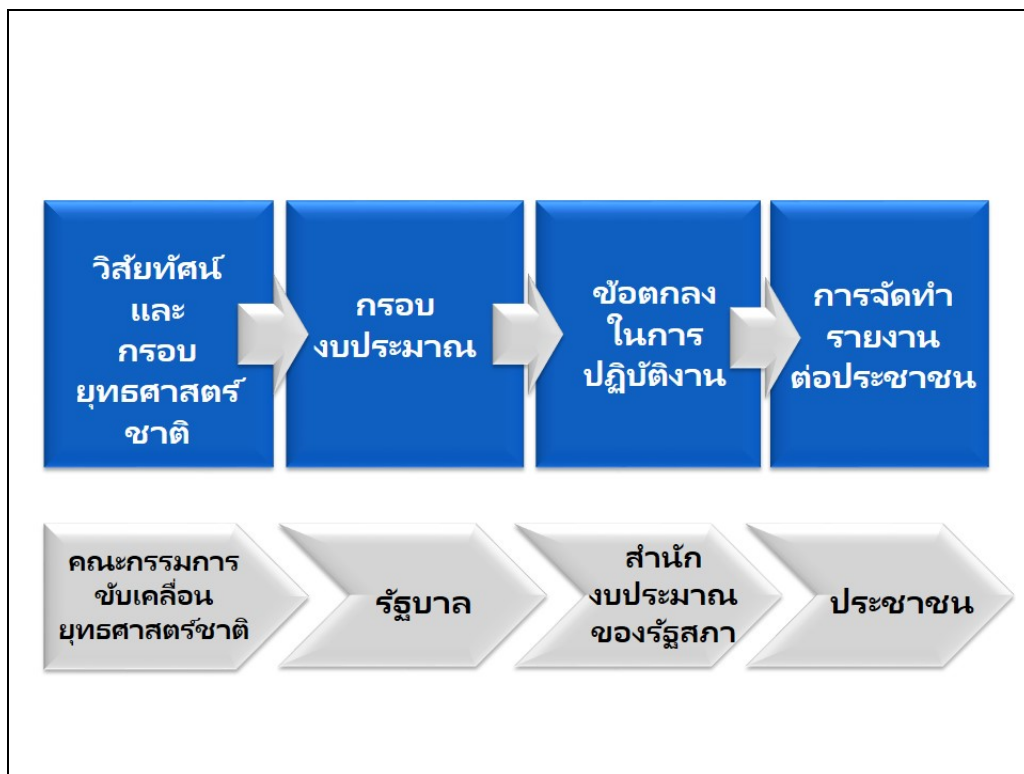 วิสัยทัศน์
และ
กรอบ
ยุทธศาสตร์
ชาติ
กรอบ
งบประมาณ
ข้อตกลง
ในการ
ปฏิบัติงาน
การจัดทำ
รายงาน
ต่อประชาชน
คณะกรรมการ
ขับเคลื่อน
ยุทธศาสตร์ชาติ
รัฐบาล
สำนัก
งบประมาณ
ของรัฐสภา
ประชาชน